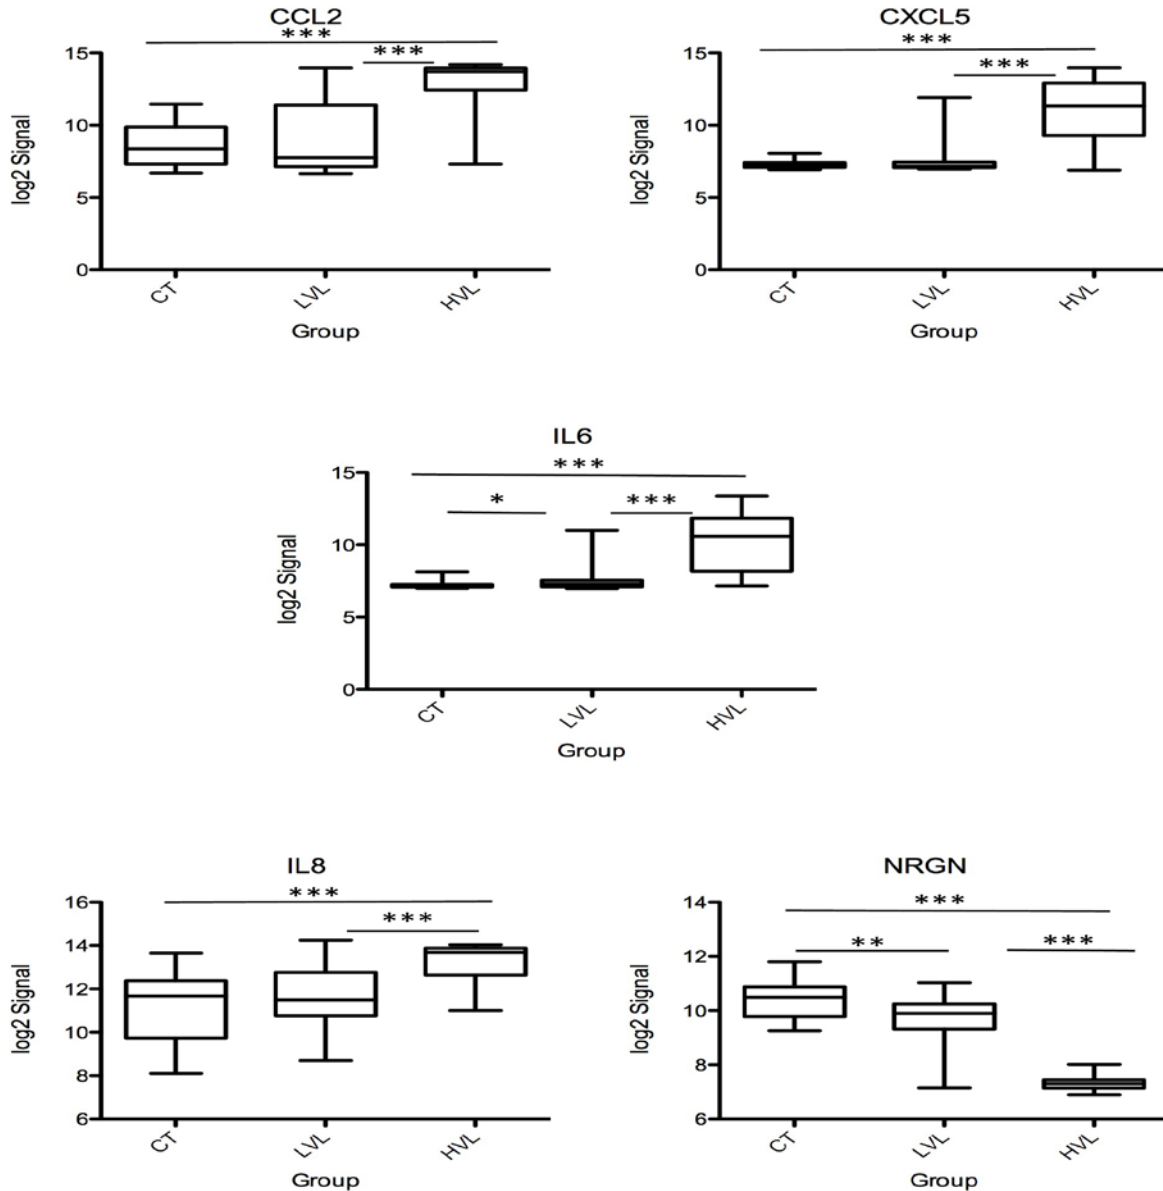 CCL2
***
***
15
10
5
0
log2 Signal
CT
LVL
HVL
Group
CXCL5
***
***
15
10
5
0
log2 Signal
CT
LVL
HVL
Group
IL6
***
*
***
15
10
5
0
log2 Signal
CT
LVL
HVL
Group
IL8
***
***
16
14
12
10
8
6
log2 Signal
CT
LVL
HVL
Group
NRGN
***
**
***
14
12
10
8
6
log2 Signal
CT
LVL
HVL
Group